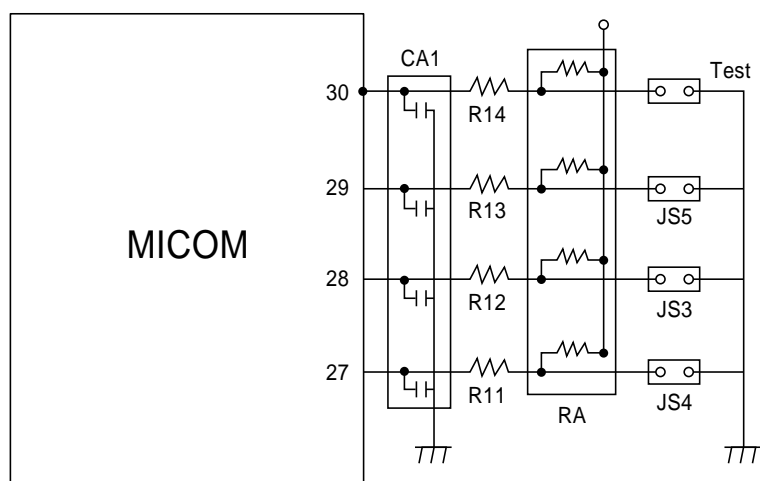 CA1
Test
30
R14
29
R13
JS5
MICOM
28
R12
JS3
27
R11
JS4
RA